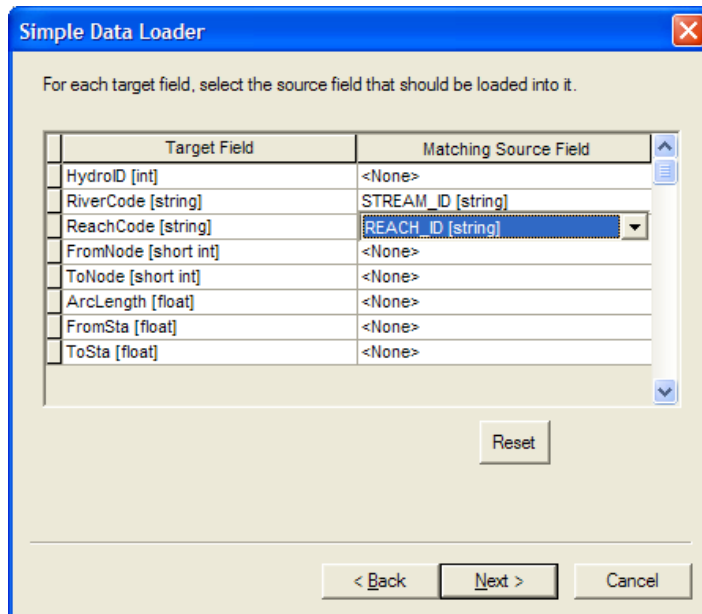 Simple Data Loader
For each target field, select the source field that should be loaded into it.
Target Field Matching Source Field
HydroID [int] <None>
RiverCode [string] STREAM_ID [string]
ReachCode [string] REACH_ID [string]
FromNode [short int] <None>
ToNode [short int] <None>
ArcLength [float] <None>
FromSta [float] <None>
ToSta [float] <None>
Reset
< Back Next > Cancel